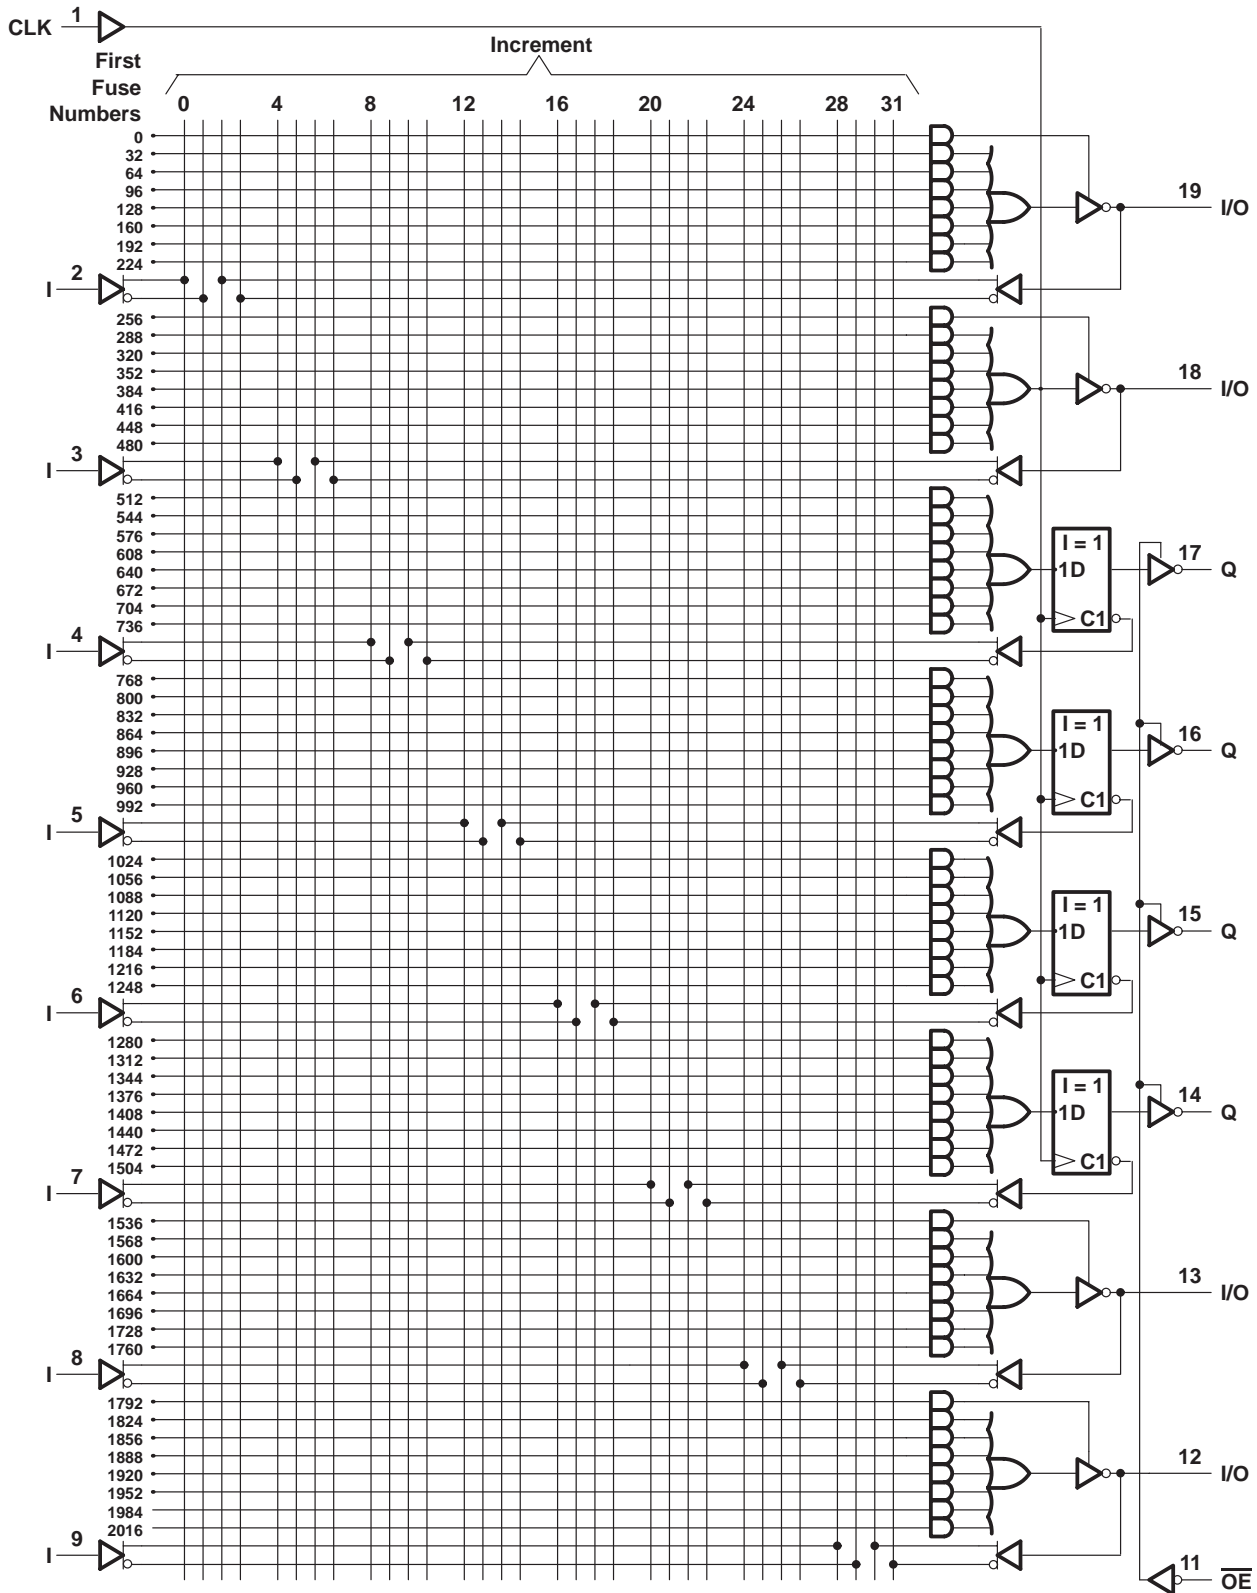 CLK 1
Increment
First
Fuse
Numbers
0 4 8 12 16 20 24 28 31
0
32
64
96
128
160
192
224
19 I/O
I 2
256
288
320
352
384
416
448
480
18 I/O
I 3
512
544
576
608
640
672
704
736
I = 1
1D
C1
17 Q
I 4
768
800
832
864
896
928
960
992
I = 1
1D
C1
16 Q
I 5
1024
1056
1088
1120
1152
1184
1216
1248
I = 1
1D
C1
15 Q
I 6
1280
1312
1344
1376
1408
1440
1472
1504
I = 1
1D
C1
14 Q
I 7
1536
1568
1600
1632
1664
1696
1728
1760
13 I/O
I 8
1792
1824
1856
1888
1920
1952
1984
2016
12 I/O
I 9
11 O̅E̅